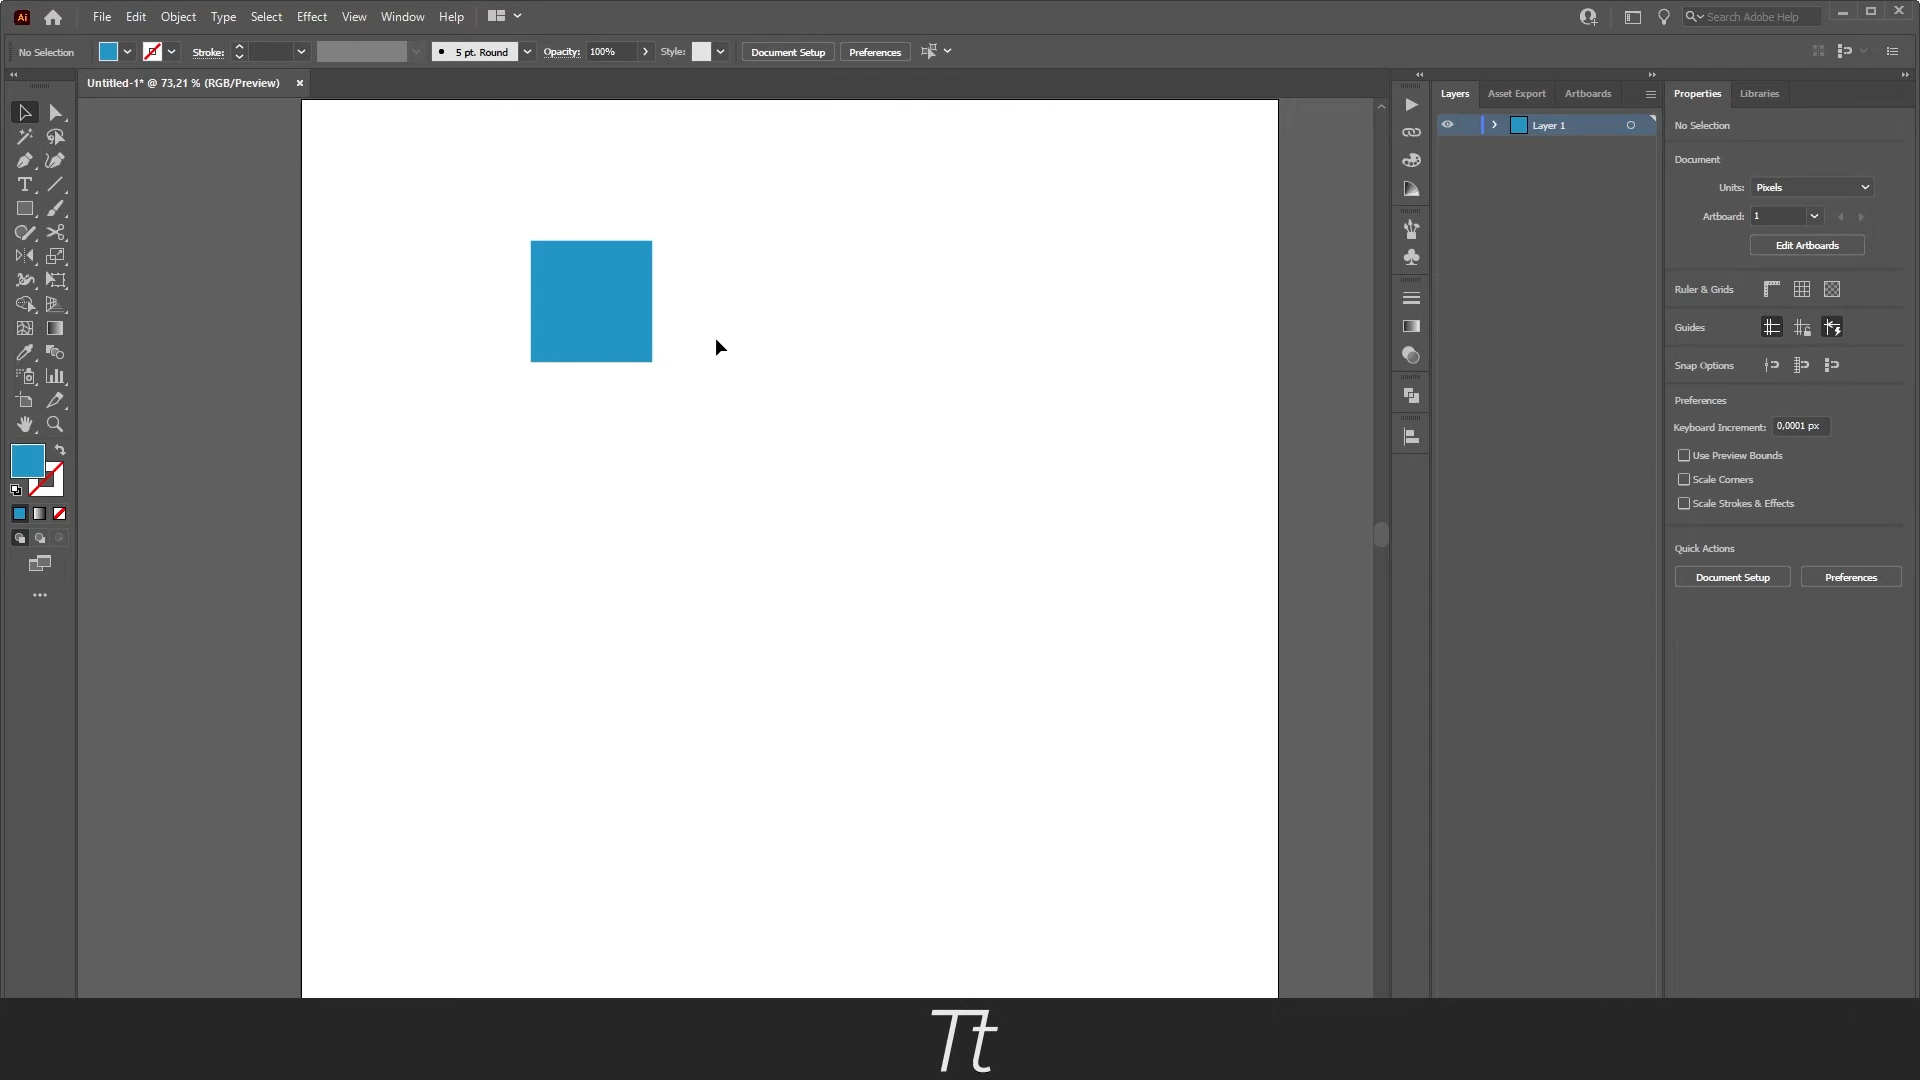 Ai File Edit Object Type Select Effect View Window Help Search Adobe Help
No Selection Stroke: 5 pt. Round Opacity: 100% Style: Document Setup Preferences
Untitled-1* @ 73,21 % (RGB/Preview) ×
Layers Asset Export Artboards
Layer 1
Properties Libraries
No Selection
Document
Units: Pixels
Artboard: 1
Edit Artboards
Ruler & Grids
Guides
Snap Options
Preferences
Keyboard Increment: 0,0001 px
Use Preview Bounds
Scale Corners
Scale Strokes & Effects
Quick Actions
Document Setup Preferences
Tt